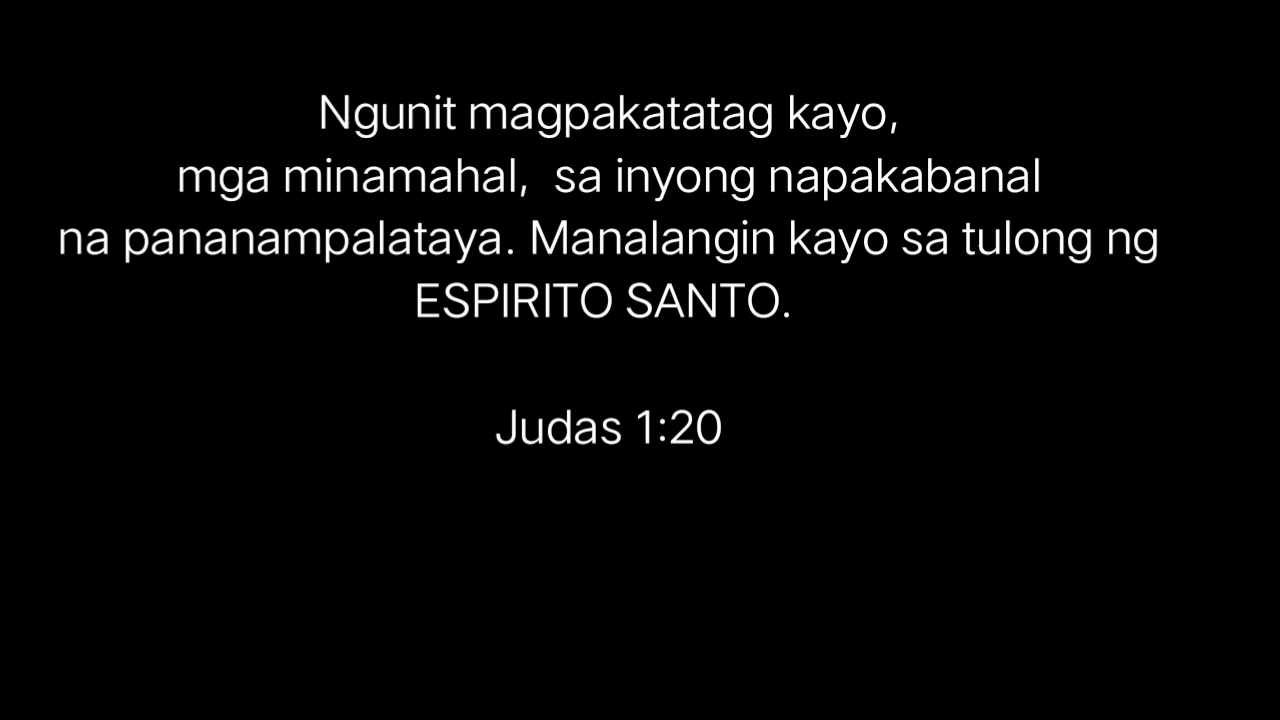 Ngunit magpakatatag kayo,
mga minamahal,  sa inyong napakabanal
na pananampalataya. Manalangin kayo sa tulong ng
ESPIRITO SANTO.
Judas 1:20